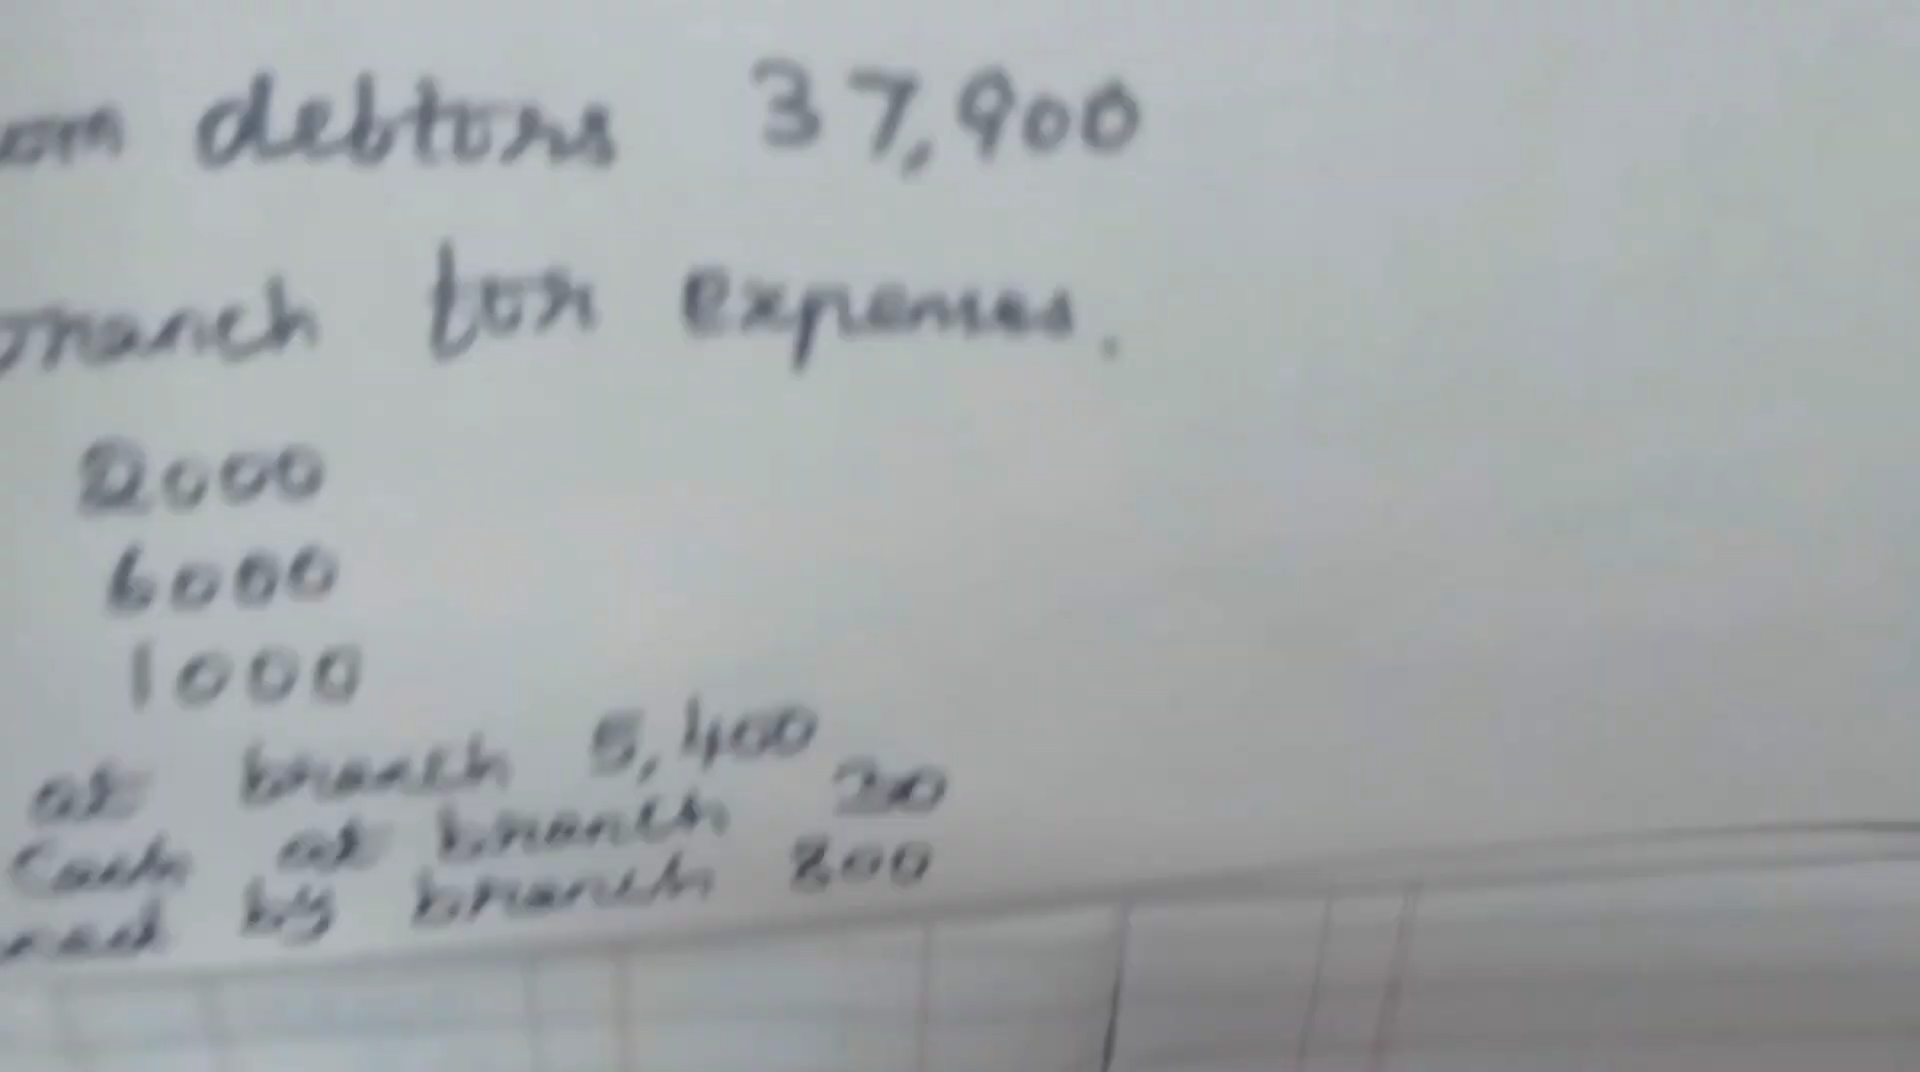 debtors 37,900
branch for expenses.
2000
6000
1000
at branch 5,400
Cash at branch
by branch 800